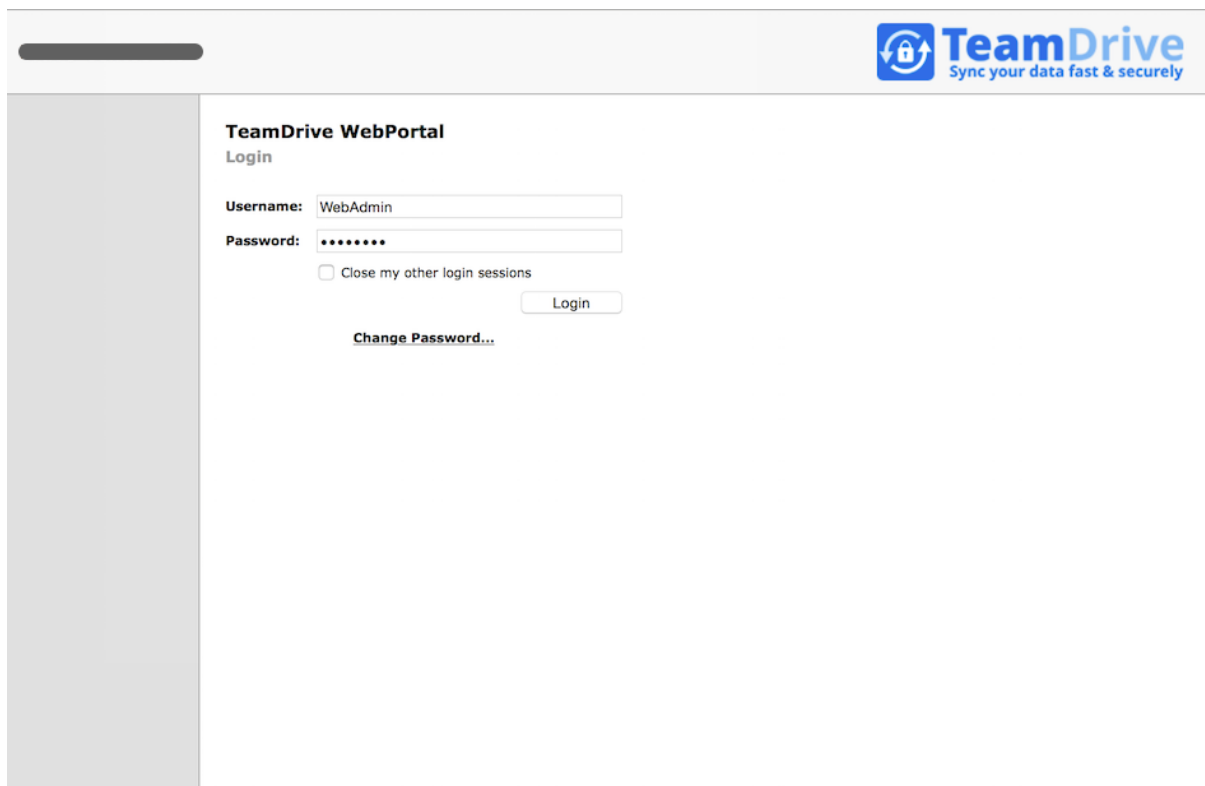 TeamDrive
Sync your data fast & securely
TeamDrive WebPortal
Login
Username: WebAdmin
Password: ••••••••
Close my other login sessions
Login
Change Password...